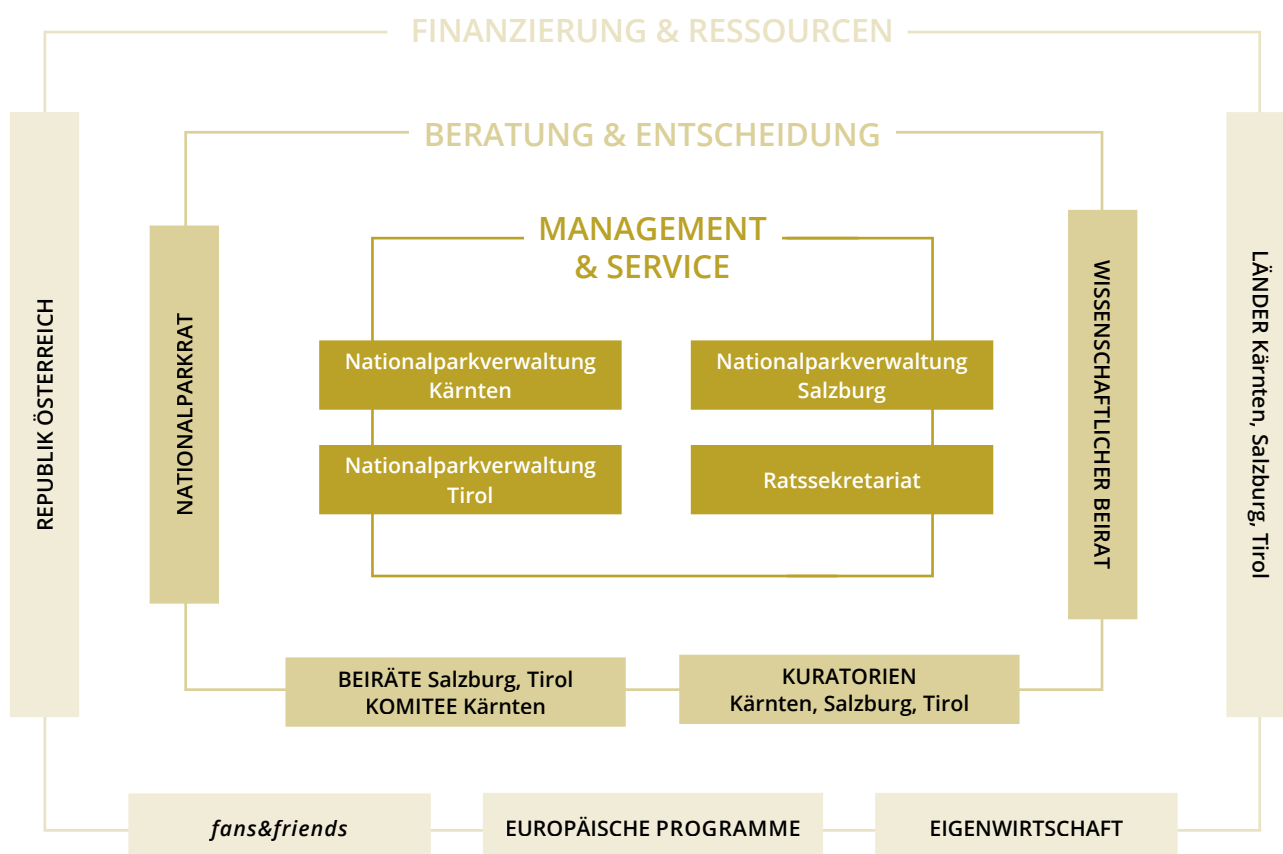 FINANZIERUNG & RESSOURCEN
BERATUNG & ENTSCHEIDUNG
MANAGEMENT
& SERVICE
REPUBLIK ÖSTERREICH
NATIONALPARKRAT
Nationalparkverwaltung
Kärnten
Nationalparkverwaltung
Salzburg
Nationalparkverwaltung
Tirol
Ratssekretariat
WISSENSCHAFTLICHER BEIRAT
LÄNDER Kärnten, Salzburg, Tirol
BEIRÄTE Salzburg, Tirol
KOMITEE Kärnten
KURATORIEN
Kärnten, Salzburg, Tirol
fans&friends
EUROPÄISCHE PROGRAMME
EIGENWIRTSCHAFT